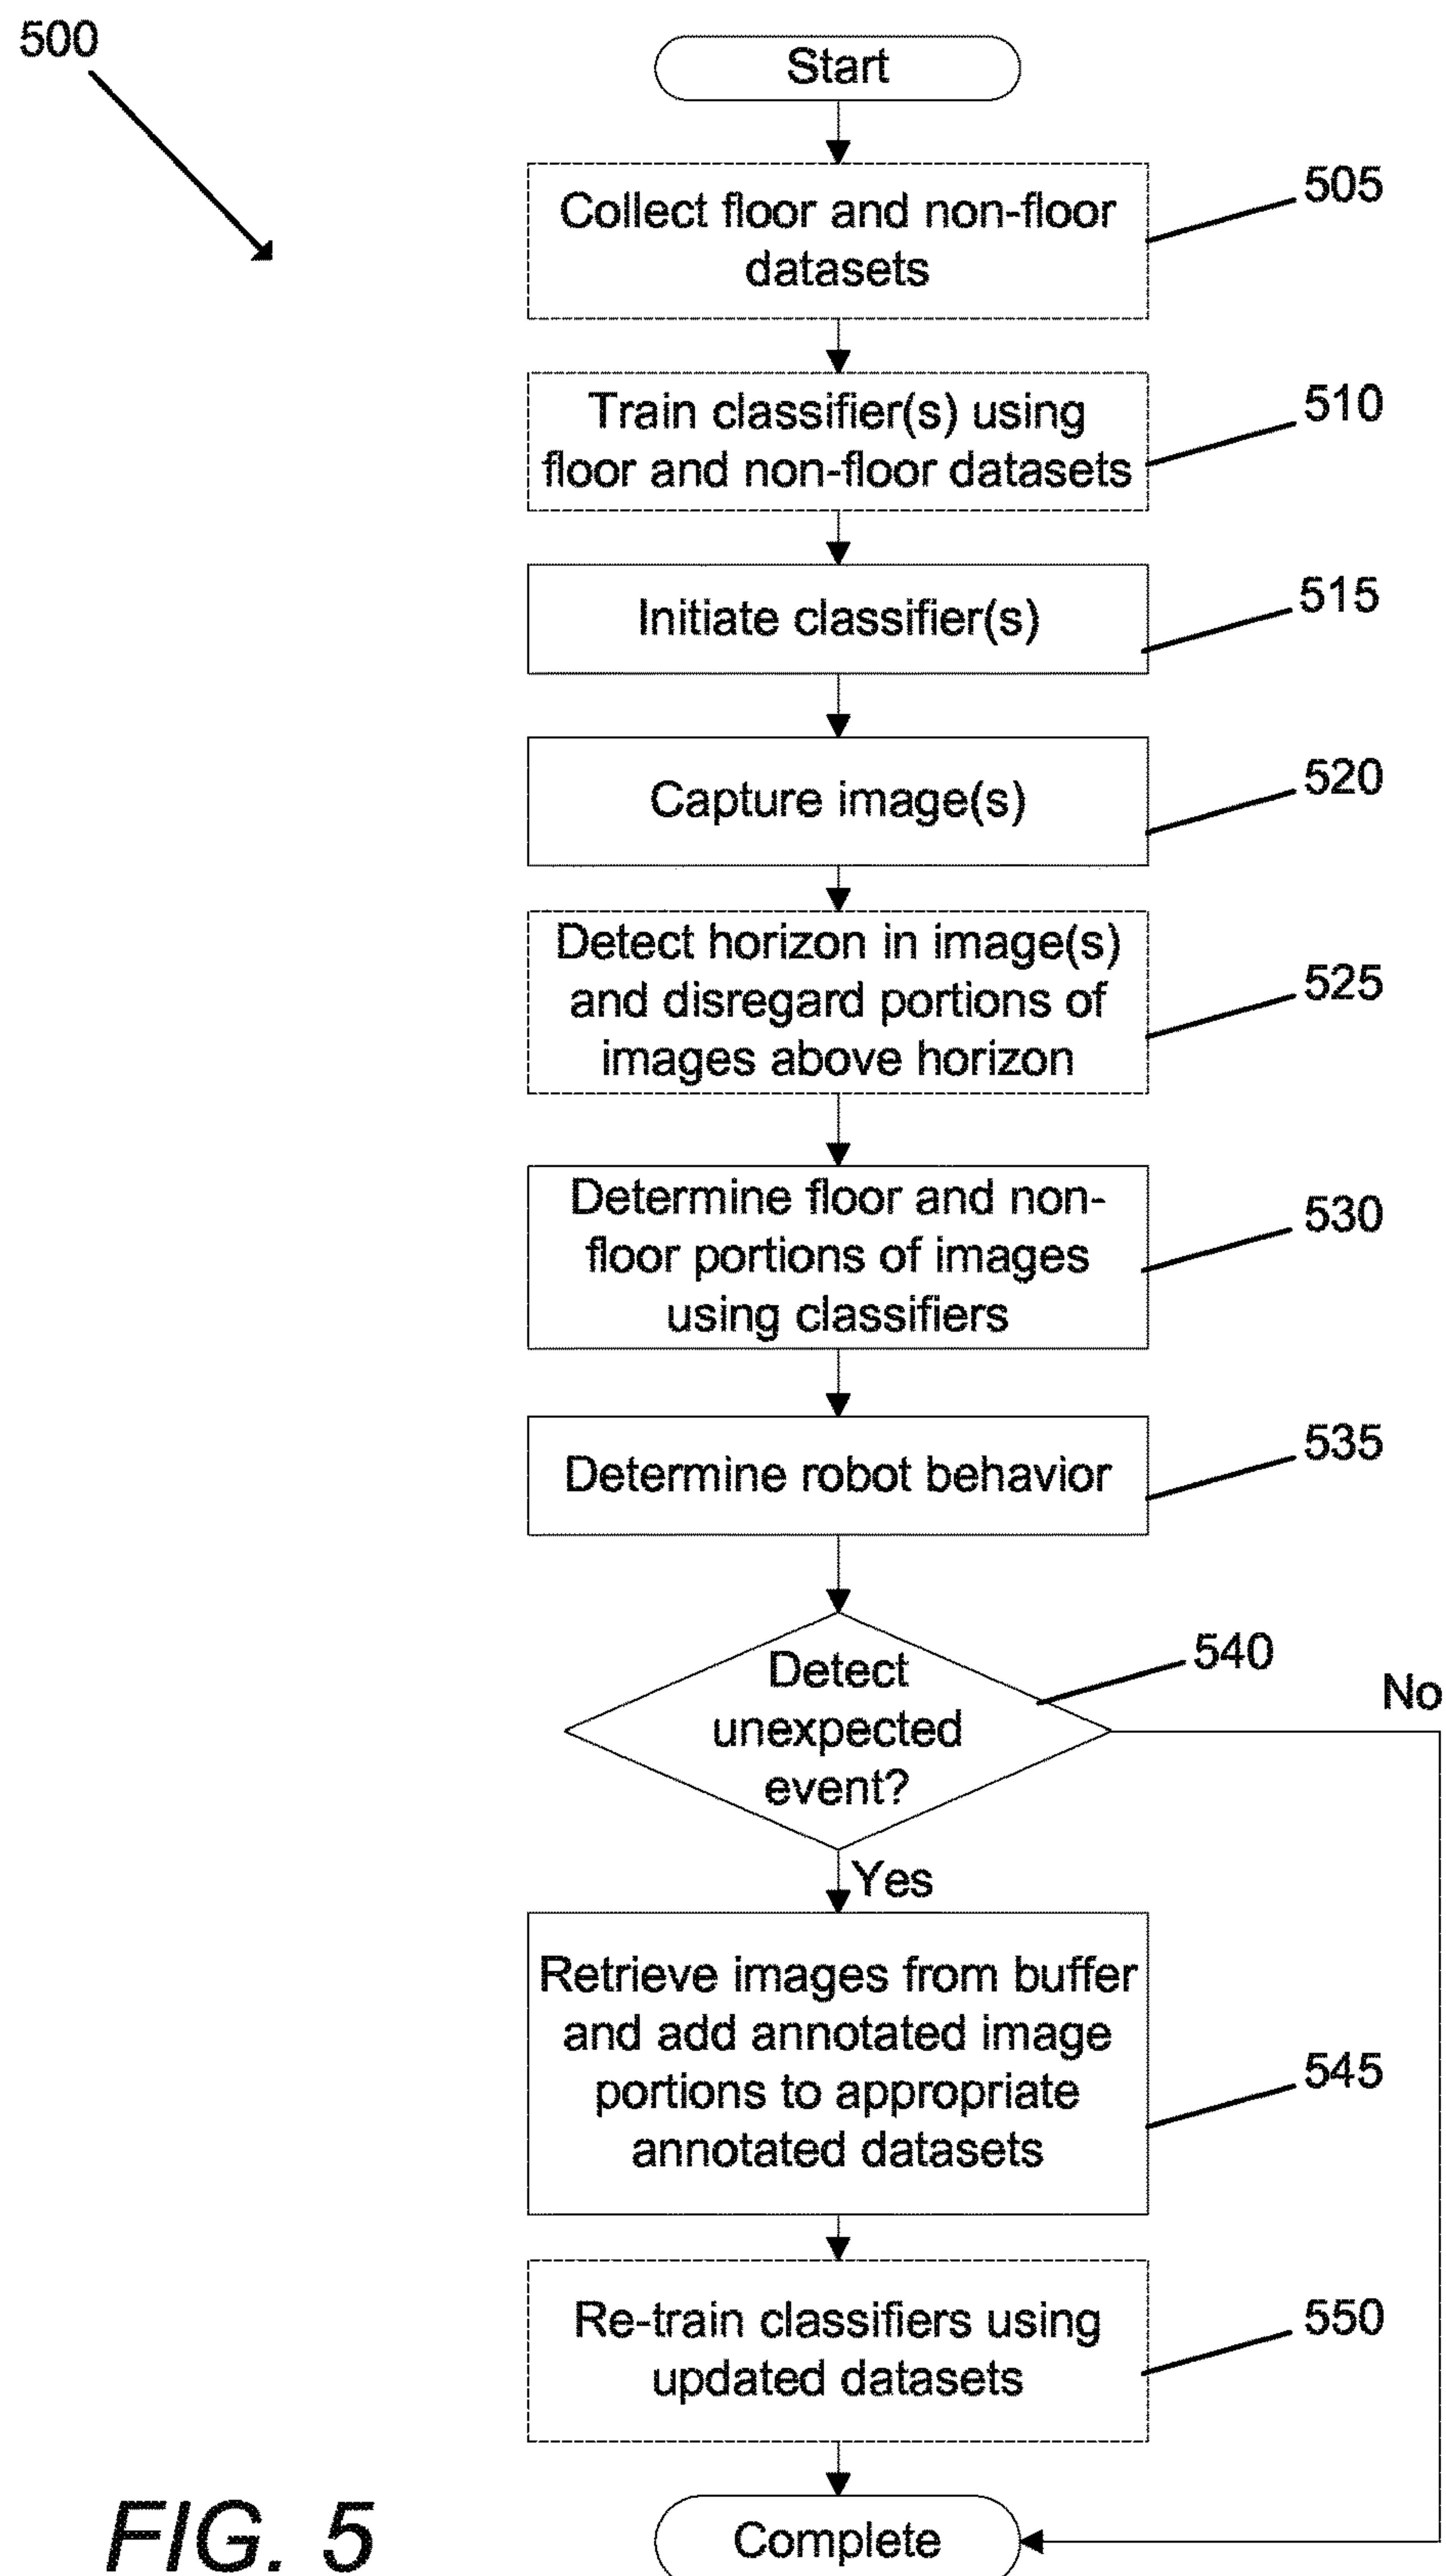 500
Start
Collect floor and non-floor
datasets
505
Train classifier(s) using
floor and non-floor datasets
510
Initiate classifier(s)
515
Capture image(s)
520
Detect horizon in image(s)
and disregard portions of
images above horizon
525
Determine floor and non-
floor portions of images
using classifiers
530
Determine robot behavior
535
Detect
unexpected
event?
540
No
Yes
Retrieve images from buffer
and add annotated image
portions to appropriate
annotated datasets
545
Re-train classifiers using
updated datasets
550
Complete
FIG. 5